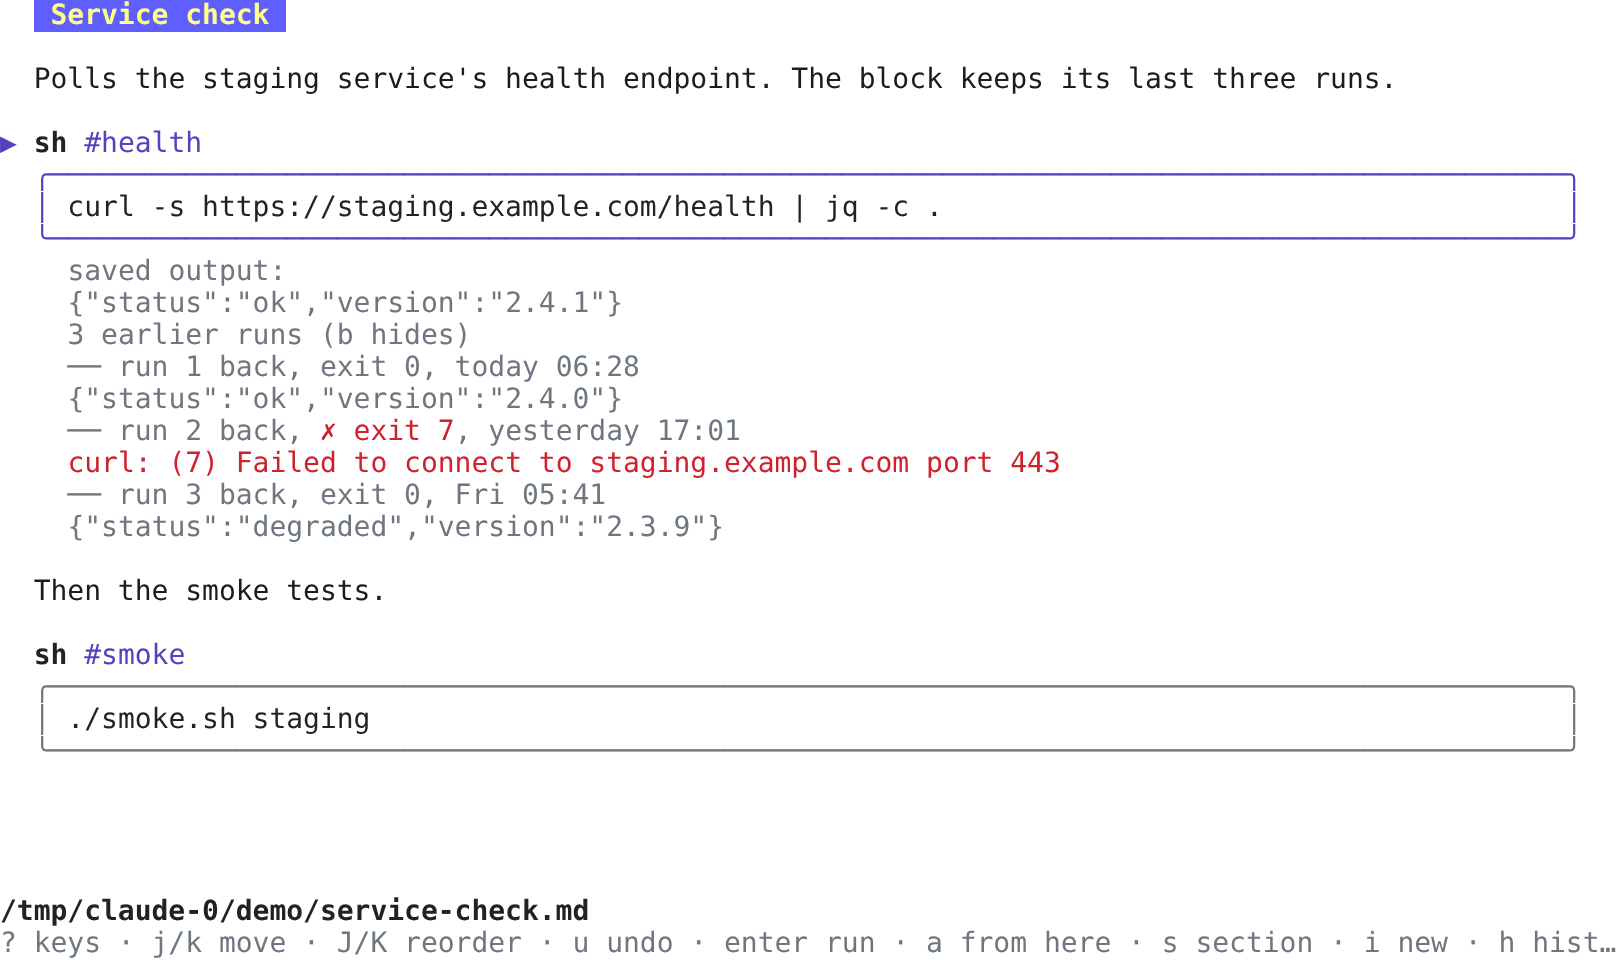 Service check
Polls the staging service's health endpoint. The block keeps its last three runs.
▶ sh #health
curl -s https://staging.example.com/health | jq -c .
saved output:
{"status":"ok","version":"2.4.1"}
3 earlier runs (b hides)
── run 1 back, exit 0, today 06:28
{"status":"ok","version":"2.4.0"}
── run 2 back, ✗ exit 7, yesterday 17:01
curl: (7) Failed to connect to staging.example.com port 443
── run 3 back, exit 0, Fri 05:41
{"status":"degraded","version":"2.3.9"}
Then the smoke tests.
sh #smoke
./smoke.sh staging
/tmp/claude-0/demo/service-check.md
? keys · j/k move · J/K reorder · u undo · enter run · a from here · s section · i new · h hist…